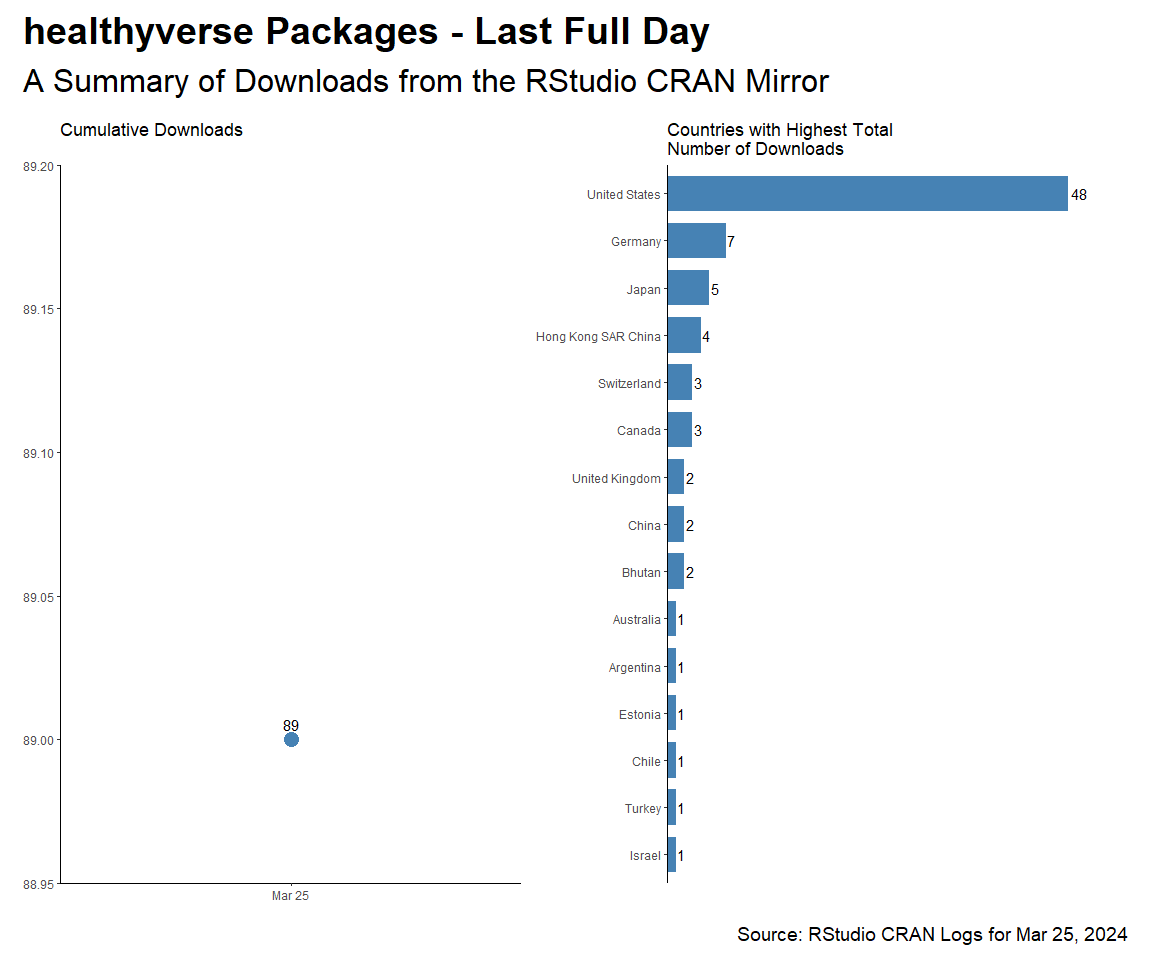 healthyverse Packages - Last Full Day
A Summary of Downloads from the RStudio CRAN Mirror
Cumulative Downloads
89.20
89.15
89.10
89.05
89.00
88.95
89
Mar 25
Countries with Highest Total
Number of Downloads
United States 48
Germany 7
Japan 5
Hong Kong SAR China 4
Switzerland 3
Canada 3
United Kingdom 2
China 2
Bhutan 2
Australia 1
Argentina 1
Estonia 1
Chile 1
Turkey 1
Israel 1
Source: RStudio CRAN Logs for Mar 25, 2024